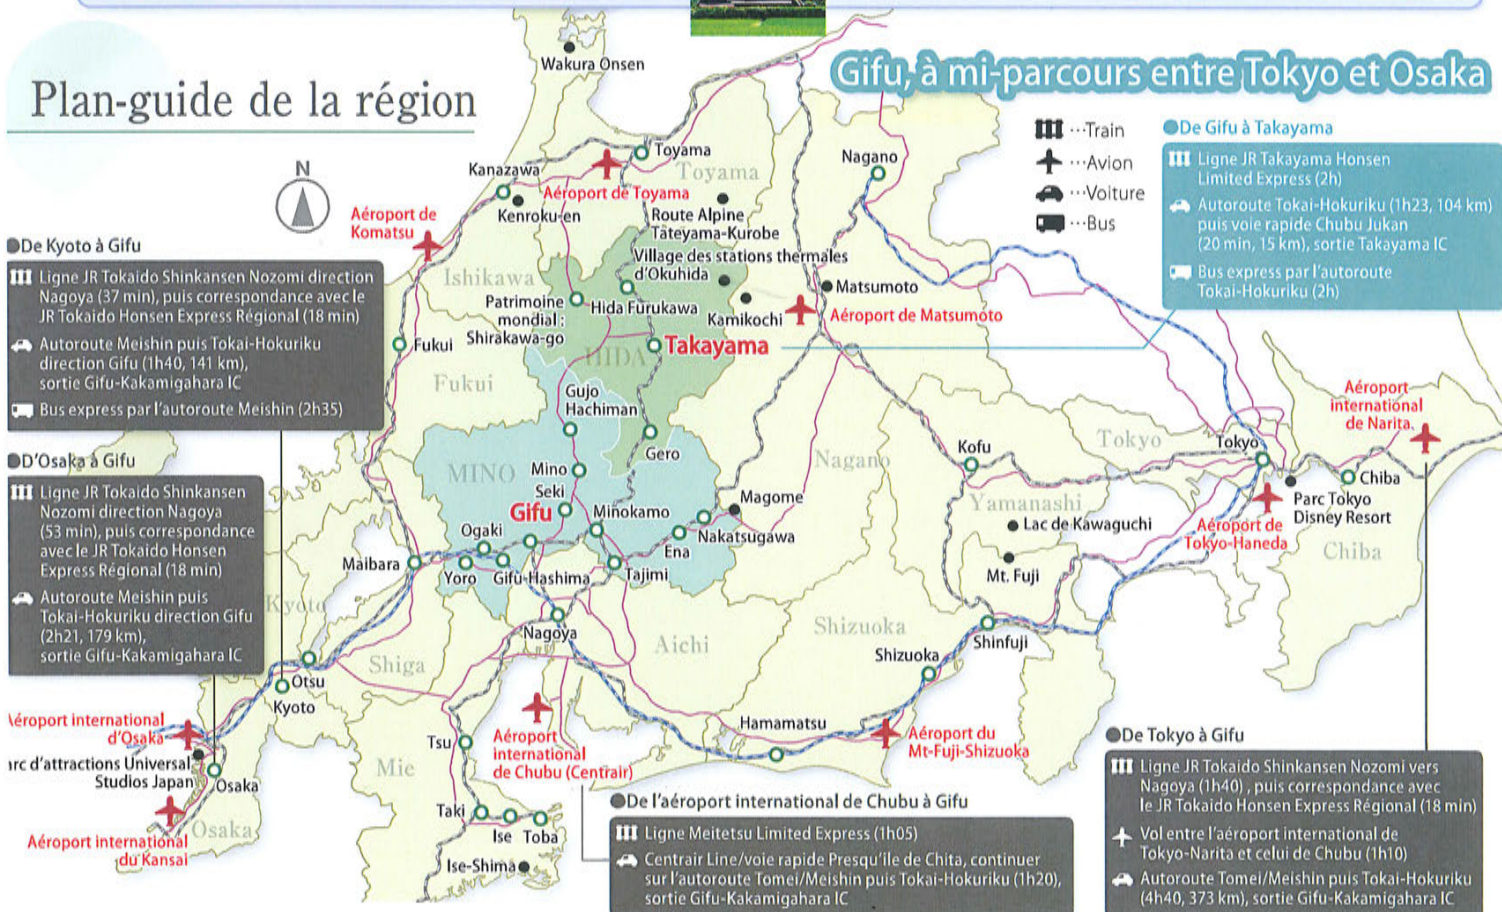 Plan-guide de la région
Gifu, à mi-parcours entre Tokyo et Osaka
N
···Train
···Avion
···Voiture
···Bus
De Gifu à Takayama
Ligne JR Takayama Honsen
Limited Express (2h)
Autoroute Tokai-Hokuriku (1h23, 104 km)
puis voie rapide Chubu Jukan
(20 min, 15 km), sortie Takayama IC
Bus express par l'autoroute
Tokai-Hokuriku (2h)
De Kyoto à Gifu
Ligne JR Tokaido Shinkansen Nozomi direction
Nagoya (37 min), puis correspondance avec le
JR Tokaido Honsen Express Régional (18 min)
Autoroute Meishin puis Tokai-Hokuriku
direction Gifu (1h40, 141 km),
sortie Gifu-Kakamigahara IC
Bus express par l'autoroute Meishin (2h35)
D'Osaka à Gifu
Ligne JR Tokaido Shinkansen
Nozomi direction Nagoya
(53 min), puis correspondance
avec le JR Tokaido Honsen
Express Régional (18 min)
Autoroute Meishin puis
Tokai-Hokuriku direction Gifu
(2h21, 179 km),
sortie Gifu-Kakamigahara IC
Wakura Onsen
Toyama
Kanazawa
Aéroport de Toyama
Toyama
Nagano
Kenroku-en
Aéroport de
Komatsu
Route Alpine
Tateyama-Kurobe
Ishikawa
Village des stations thermales
d'Okuhida
Patrimoine
mondial :
Shirakawa-go
Hida Furukawa
Kamikochi
Matsumoto
Aéroport de Matsumoto
Fukui
HIDA
Takayama
Fukui
Gujo
Hachiman
Gero
MINO
Mino
Seki
Gifu
Minokamo
Magome
Nakatsugawa
Ena
Ogaki
Maibara
Yoro
Gifu-Hashima
Tajimi
Nagano
Kofu
Yamanashi
Lac de Kawaguchi
Mt. Fuji
Tokyo
Tokyo
Aéroport
international
de Narita.
Chiba
Parc Tokyo
Disney Resort
Aéroport de
Tokyo-Haneda
Chiba
Kyoto
Nagoya
Aichi
Shizuoka
Shinfuji
Shizuoka
Shiga
Otsu
Kyoto
Aéroport international
d'Osaka
arc d'attractions Universal
Studios Japan
Osaka
Osaka
Aéroport international
du Kansai
Mie
Tsu
Aéroport
international
de Chubu (Centrair)
Hamamatsu
Aéroport du
Mt-Fuji-Shizuoka
Taki
Ise
Toba
Ise-Shima
De l'aéroport international de Chubu à Gifu
Ligne Meitetsu Limited Express (1h05)
Centrair Line/voie rapide Presqu'ile de Chita, continuer
sur l'autoroute Tomei/Meishin puis Tokai-Hokuriku (1h20),
sortie Gifu-Kakamigahara IC
De Tokyo à Gifu
Ligne JR Tokaido Shinkansen Nozomi vers
Nagoya (1h40) , puis correspondance avec
le JR Tokaido Honsen Express Régional (18 min)
Vol entre l'aéroport international de
Tokyo-Narita et celui de Chubu (1h10)
Autoroute Tomei/Meishin puis Tokai-Hokuriku
(4h40, 373 km), sortie Gifu-Kakamigahara IC